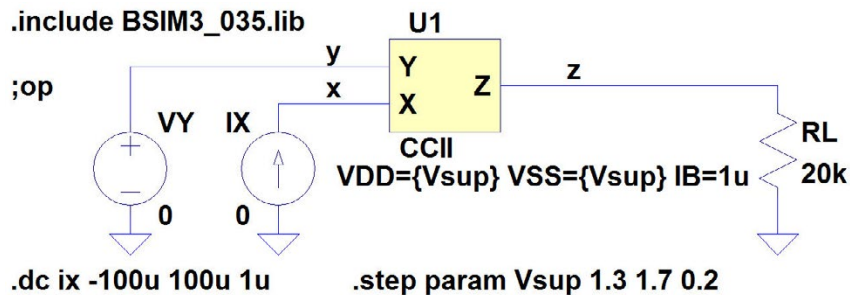 .include BSIM3_035.lib
U1
y
Y
z
Z
;op
x
X
VY
IX
RL
CCII
VDD={Vsup} VSS={Vsup} IB=1u
20k
0
0
.dc ix -100u 100u 1u
.step param Vsup 1.3 1.7 0.2